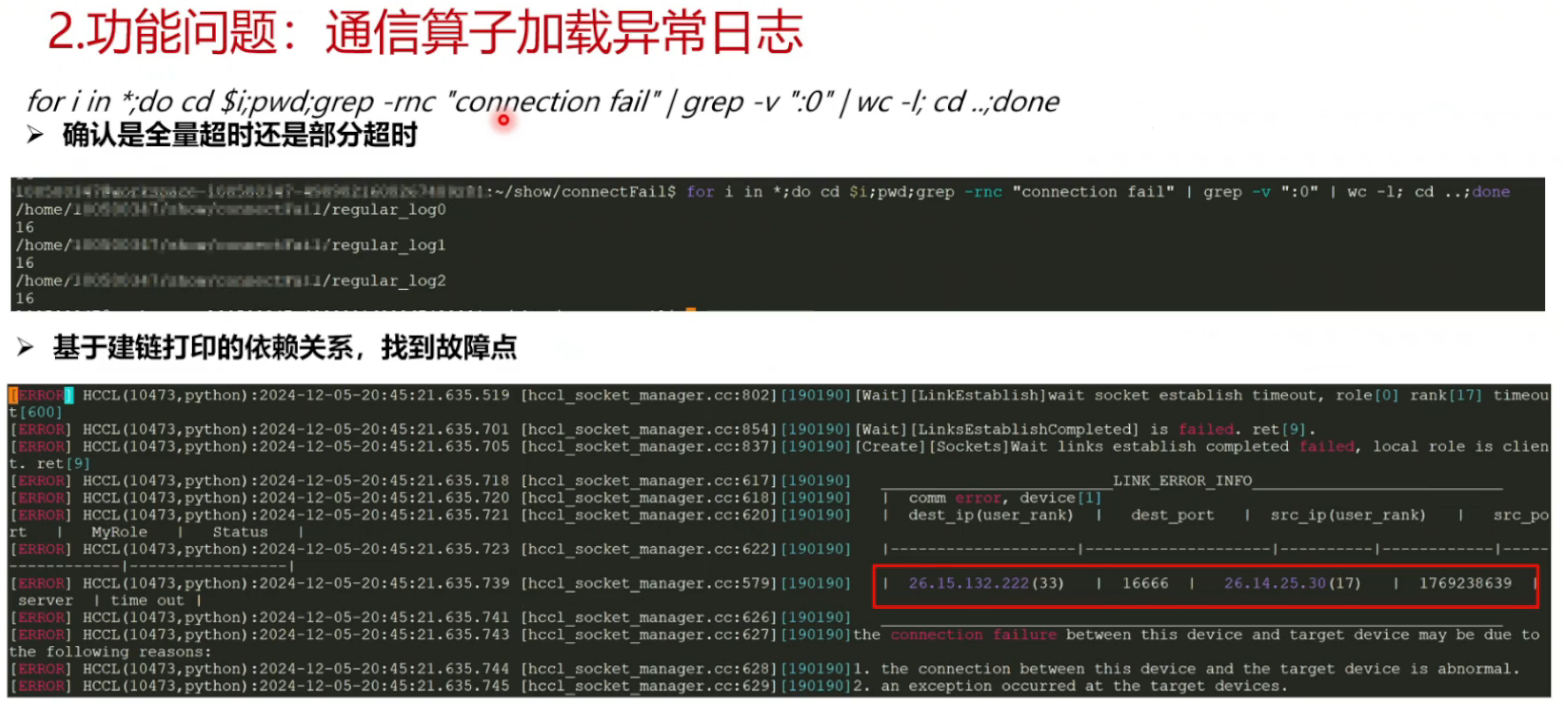 2.功能问题：通信算子加载异常日志
for i in *;do cd $i;pwd;grep -rnc "connection fail" | grep -v ":0" | wc -l; cd ..;done
➢ 确认是全量超时还是部分超时
:~/show/connectFail$ for i in *;do cd $i;pwd;grep -rnc "connection fail" | grep -v ":0" | wc -l; cd ..;done
/home/ /regular_log0
16
/home/ /regular_log1
16
/home/ /regular_log2
16
➢ 基于建链打印的依赖关系，找到故障点
[ERROR] HCCL(10473,python):2024-12-05-20:45:21.635.519 [hccl_socket_manager.cc:802][190190][Wait][LinkEstablish]wait socket establish timeout, role[0] rank[17] timeou
t[600]
[ERROR] HCCL(10473,python):2024-12-05-20:45:21.635.701 [hccl_socket_manager.cc:854][190190][Wait][LinksEstablishCompleted] is failed. ret[9].
[ERROR] HCCL(10473,python):2024-12-05-20:45:21.635.705 [hccl_socket_manager.cc:837][190190][Create][Sockets]Wait links establish completed failed, local role is clien
t. ret[9]
[ERROR] HCCL(10473,python):2024-12-05-20:45:21.635.718 [hccl_socket_manager.cc:617][190190] _________________________LINK_ERROR_INFO___________________________
[ERROR] HCCL(10473,python):2024-12-05-20:45:21.635.720 [hccl_socket_manager.cc:618][190190] | comm error, device[1]
[ERROR] HCCL(10473,python):2024-12-05-20:45:21.635.721 [hccl_socket_manager.cc:620][190190] | dest_ip(user_rank) | dest_port | src_ip(user_rank) | src_po
rt | MyRole | Status |
[ERROR] HCCL(10473,python):2024-12-05-20:45:21.635.723 [hccl_socket_manager.cc:622][190190] |--------------------|--------------------|----------|------------|-----
------------|-----------------|
[ERROR] HCCL(10473,python):2024-12-05-20:45:21.635.739 [hccl_socket_manager.cc:579][190190] | 26.15.132.222(33) | 16666 | 26.14.25.30(17) | 1769238639 |
server | time out |
[ERROR] HCCL(10473,python):2024-12-05-20:45:21.635.741 [hccl_socket_manager.cc:626][190190] ___________________________________________________________________
[ERROR] HCCL(10473,python):2024-12-05-20:45:21.635.743 [hccl_socket_manager.cc:627][190190]the connection failure between this device and target device may be due to
the following reasons:
[ERROR] HCCL(10473,python):2024-12-05-20:45:21.635.744 [hccl_socket_manager.cc:628][190190]1. the connection between this device and the target device is abnormal.
[ERROR] HCCL(10473,python):2024-12-05-20:45:21.635.745 [hccl_socket_manager.cc:629][190190]2. an exception occurred at the target devices.